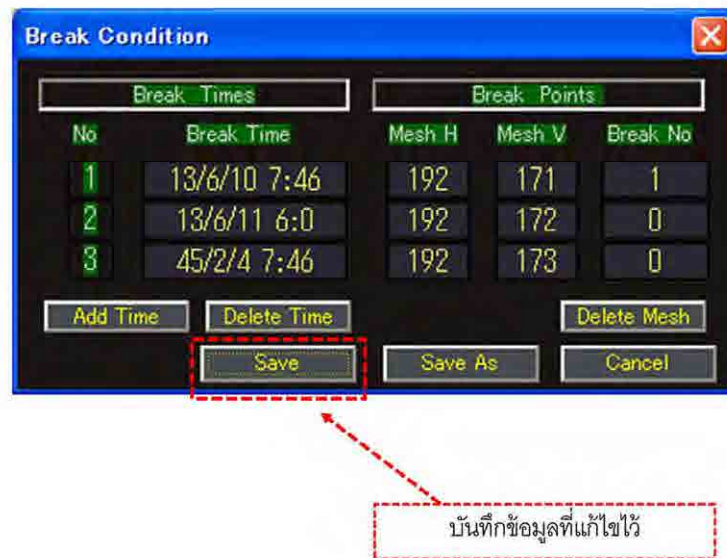 Break Condition
Break Times Break Points
No Break Time Mesh H Mesh V Break No
1 13/6/10 7:46 192 171 1
2 13/6/11 6:0 192 172 0
3 45/2/4 7:46 192 173 0
Add Time Delete Time Delete Mesh
Save Save As Cancel
บันทึกข้อมูลที่แก้ไขไว้